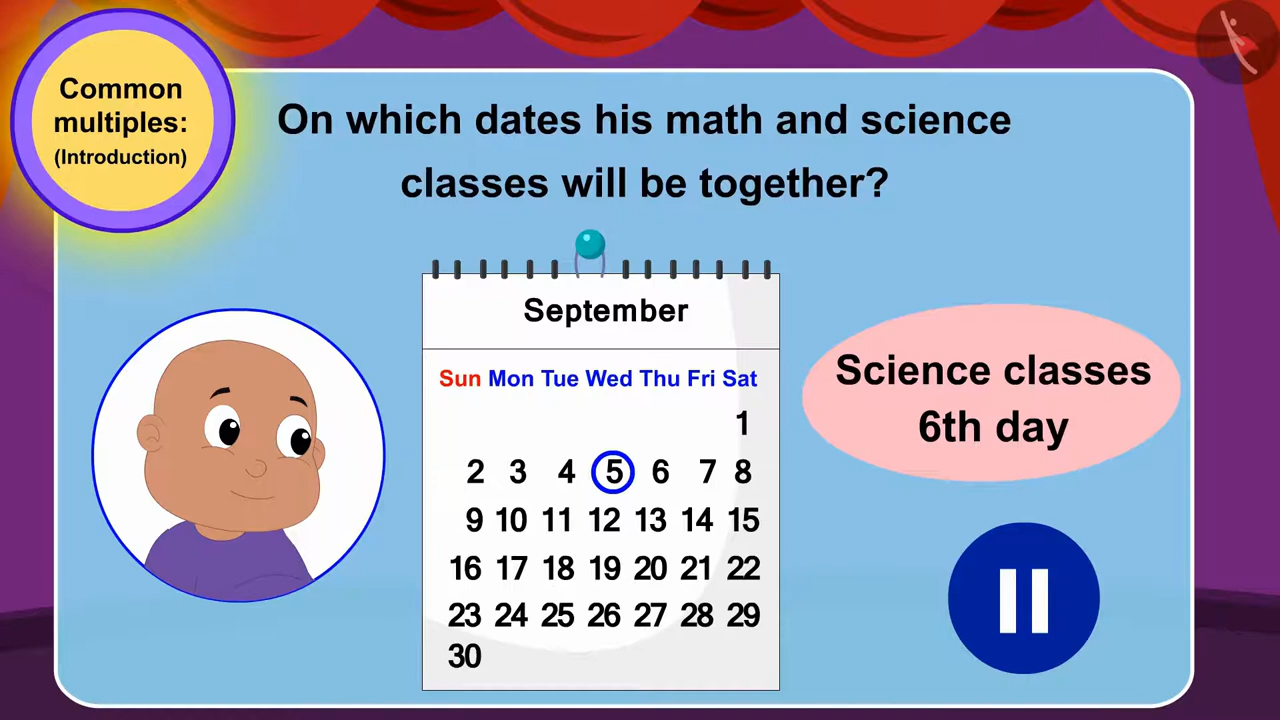 Common
multiples:
(Introduction)
On which dates his math and science
classes will be together?
September
Sun Mon Tue Wed Thu Fri Sat
1
2 3 4 5 6 7 8
9 10 11 12 13 14 15
16 17 18 19 20 21 22
23 24 25 26 27 28 29
30
Science classes
6th day